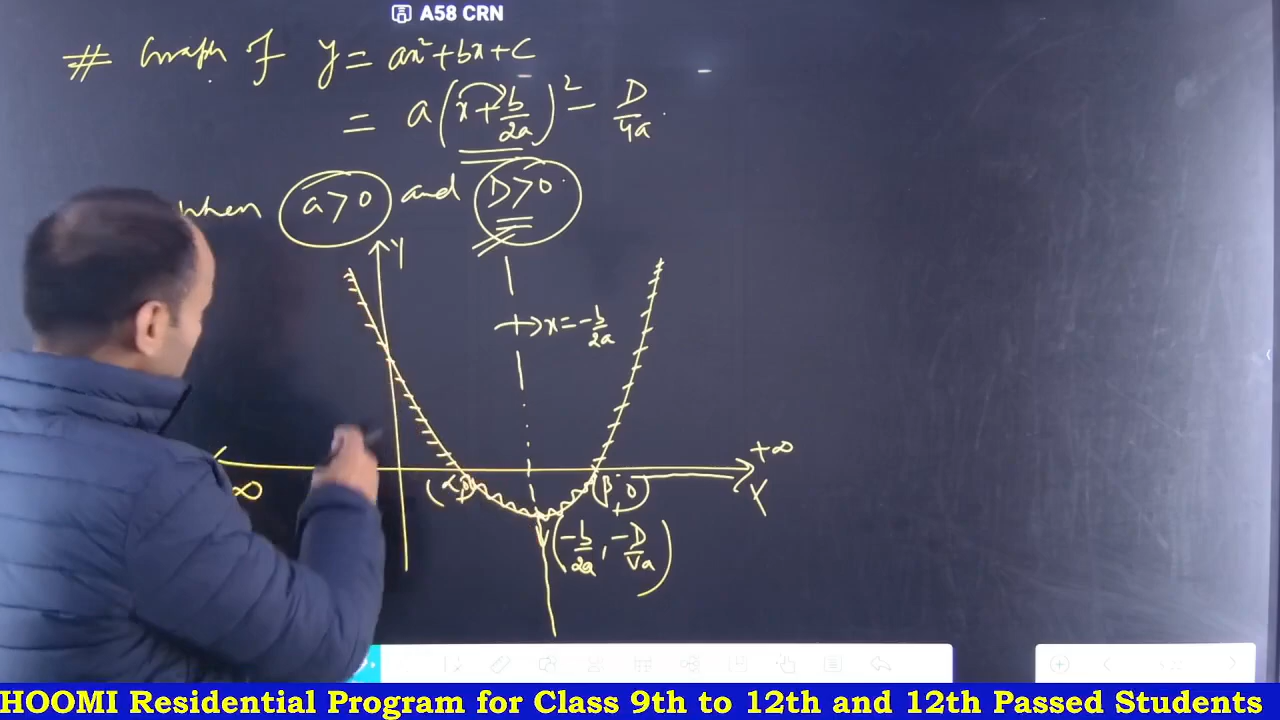 A58 CRN
# Graph of y = ax² + bx + c
= a(x + b/2a)² - D/4a
When a > 0 and D > 0
Y
x = -b/2a
+∞
∞
(α, 0)
(β, 0)
X
(-b/2a, -D/4a)
HOOMI Residential Program for Class 9th to 12th and 12th Passed Students